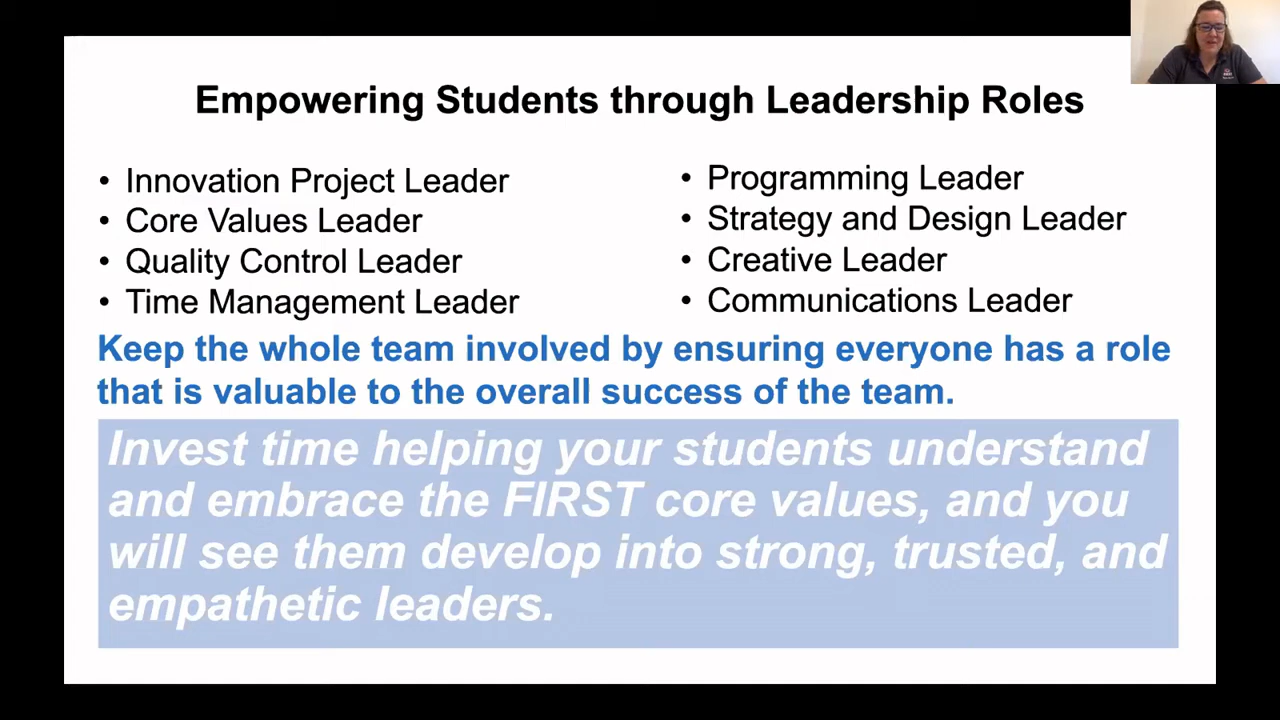 Empowering Students through Leadership Roles
• Innovation Project Leader
• Core Values Leader
• Quality Control Leader
• Time Management Leader
• Programming Leader
• Strategy and Design Leader
• Creative Leader
• Communications Leader
Keep the whole team involved by ensuring everyone has a role
that is valuable to the overall success of the team.
Invest time helping your students understand
and embrace the FIRST core values, and you
will see them develop into strong, trusted, and
empathetic leaders.